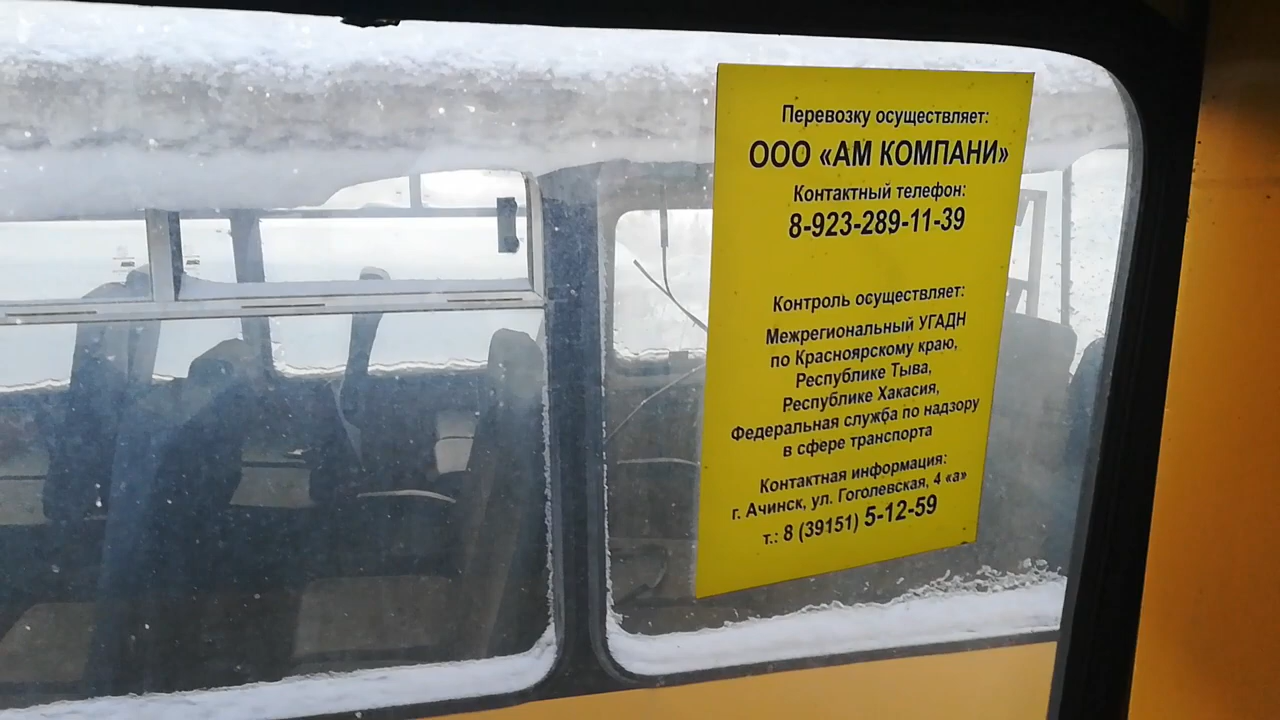 Перевозку осуществляет:
ООО «АМ КОМПАНИ»
Контактный телефон:
8-923-289-11-39
Контроль осуществляет:
Межрегиональный УГАДН
по Красноярскому краю,
Республике Тыва,
Республике Хакасия,
Федеральная служба по надзору
в сфере транспорта
Контактная информация:
г. Ачинск, ул. Гоголевская, 4 «а»
т.: 8 (39151) 5-12-59